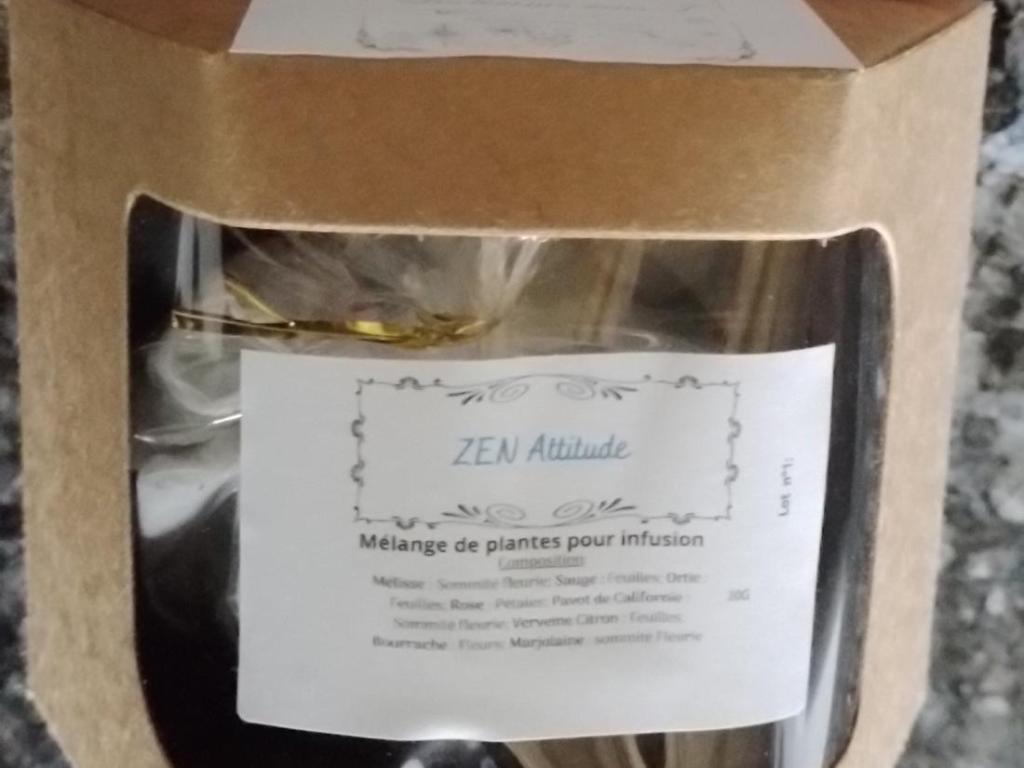 ZEN Attitude
Lot n°1:
Mélange de plantes pour infusion
Composition
Mélisse : Sommité fleurie; Sauge : Feuilles; Ortie :
Feuilles; Rose : Pétales; Pavot de Californie :
30G
Sommité fleurie; Verveine Citron : Feuilles;
Bourrache : Fleurs; Marjolaine : sommité Fleurie